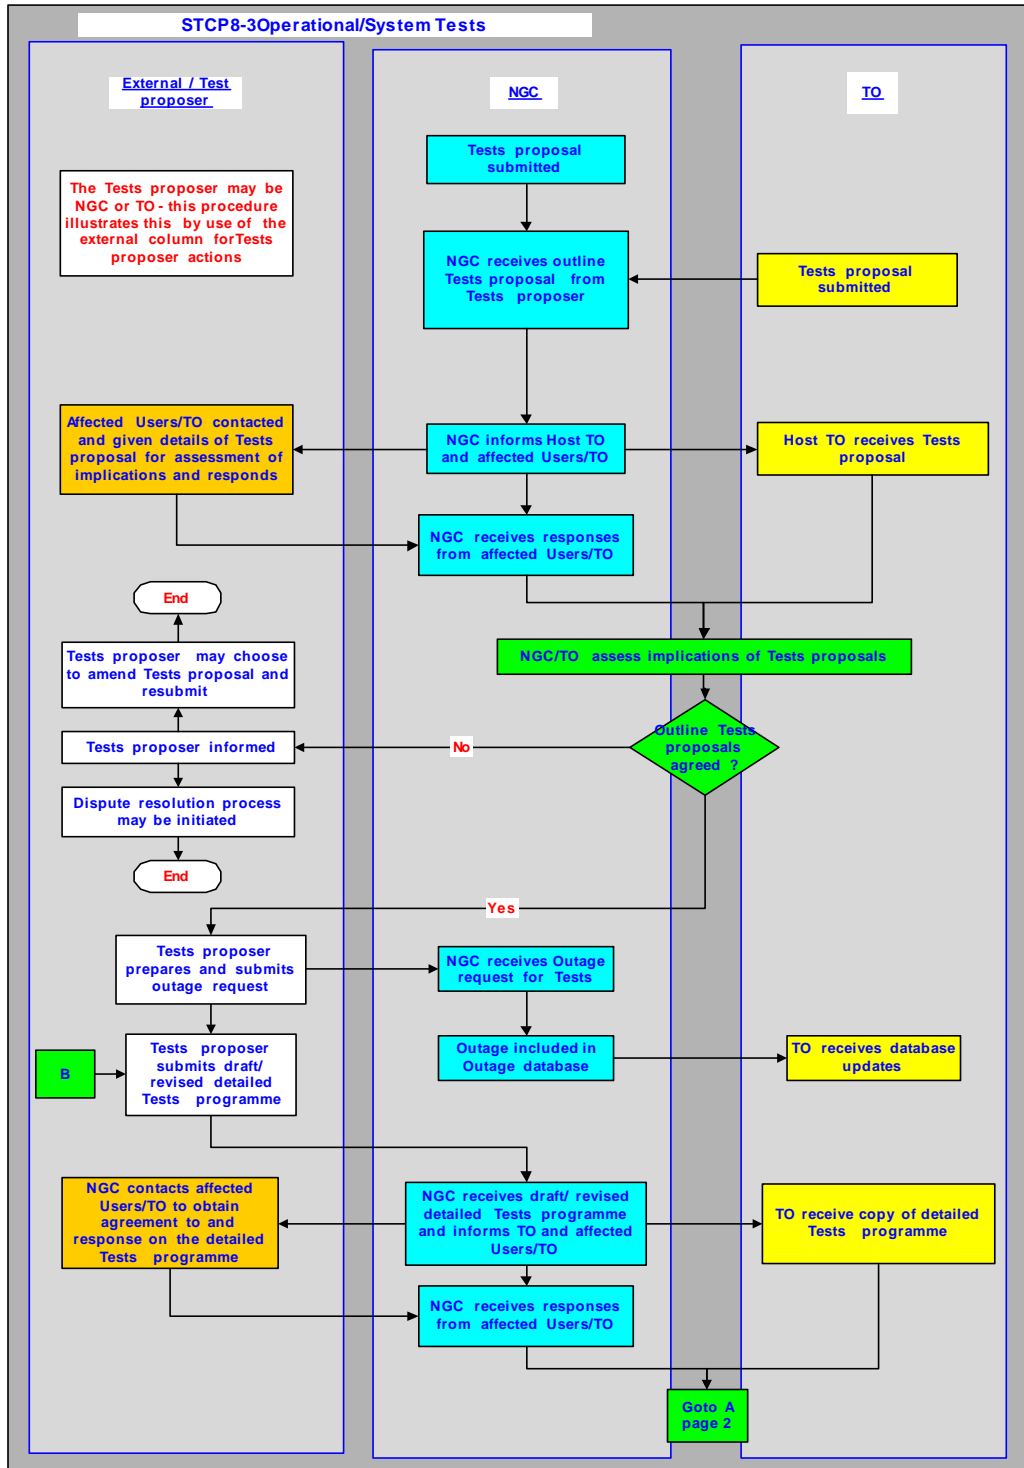 STCP8-3Operational/System Tests
External / Test
proposer
NGC
TO
Tests proposal
submitted
The Tests proposer may be
NGC or TO - this procedure
illustrates this by use of the
external column forTests
proposer actions
NGC receives outline
Tests proposal from
Tests proposer
Tests proposal
submitted
Affected Users/TO contacted
and given details of Tests
proposal for assessment of
implications and responds
NGC informs Host TO
and affected Users/TO
Host TO receives Tests
proposal
NGC receives responses
from affected Users/TO
End
Tests proposer may choose
to amend Tests proposal and
resubmit
NGC/TO assess implications of Tests proposals
Outline Tests
proposals
agreed ?
No
Tests proposer informed
Dispute resolution process
may be initiated
End
Yes
Tests proposer
prepares and submits
outage request
NGC receives Outage
request for Tests
B
Tests proposer
submits draft/
revised detailed
Tests programme
Outage included in
Outage database
TO receives database
updates
NGC contacts affected
Users/TO to obtain
agreement to and
response on the detailed
Tests programme
NGC receives draft/ revised
detailed Tests programme
and informs TO and affected
Users/TO
TO receive copy of detailed
Tests programme
NGC receives responses
from affected Users/TO
Goto A
page 2